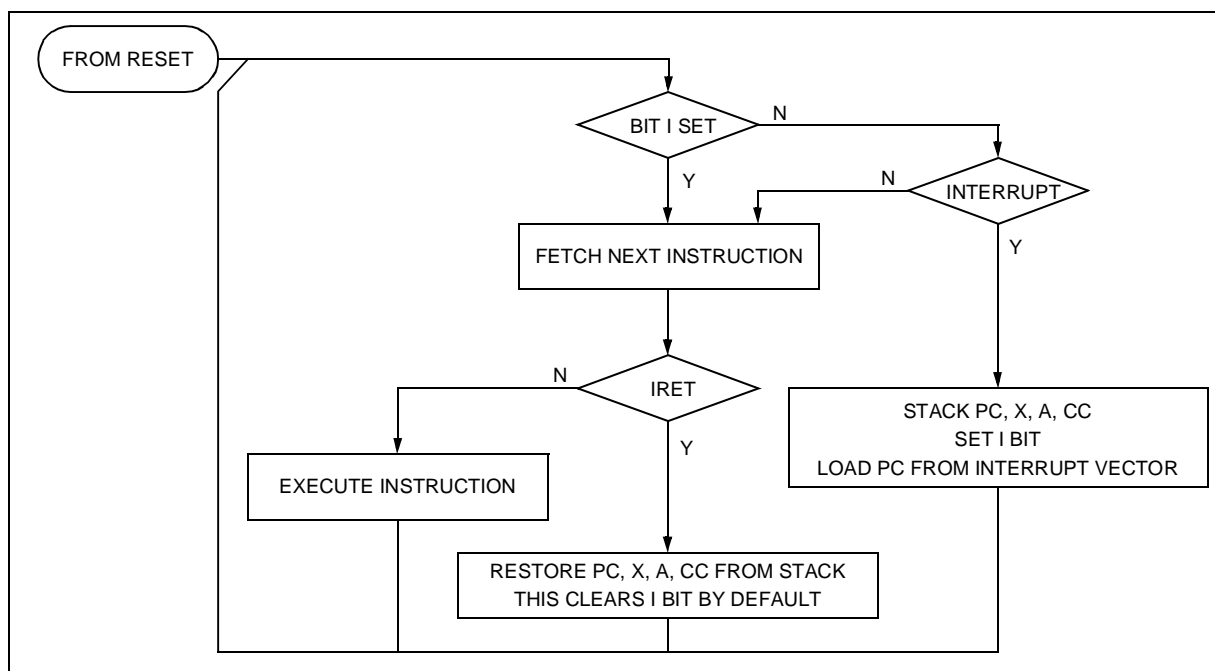 FROM RESET
BIT I SET
N
Y
INTERRUPT
N
Y
FETCH NEXT INSTRUCTION
IRET
N
Y
STACK PC, X, A, CC
SET I BIT
LOAD PC FROM INTERRUPT VECTOR
EXECUTE INSTRUCTION
RESTORE PC, X, A, CC FROM STACK
THIS CLEARS I BIT BY DEFAULT